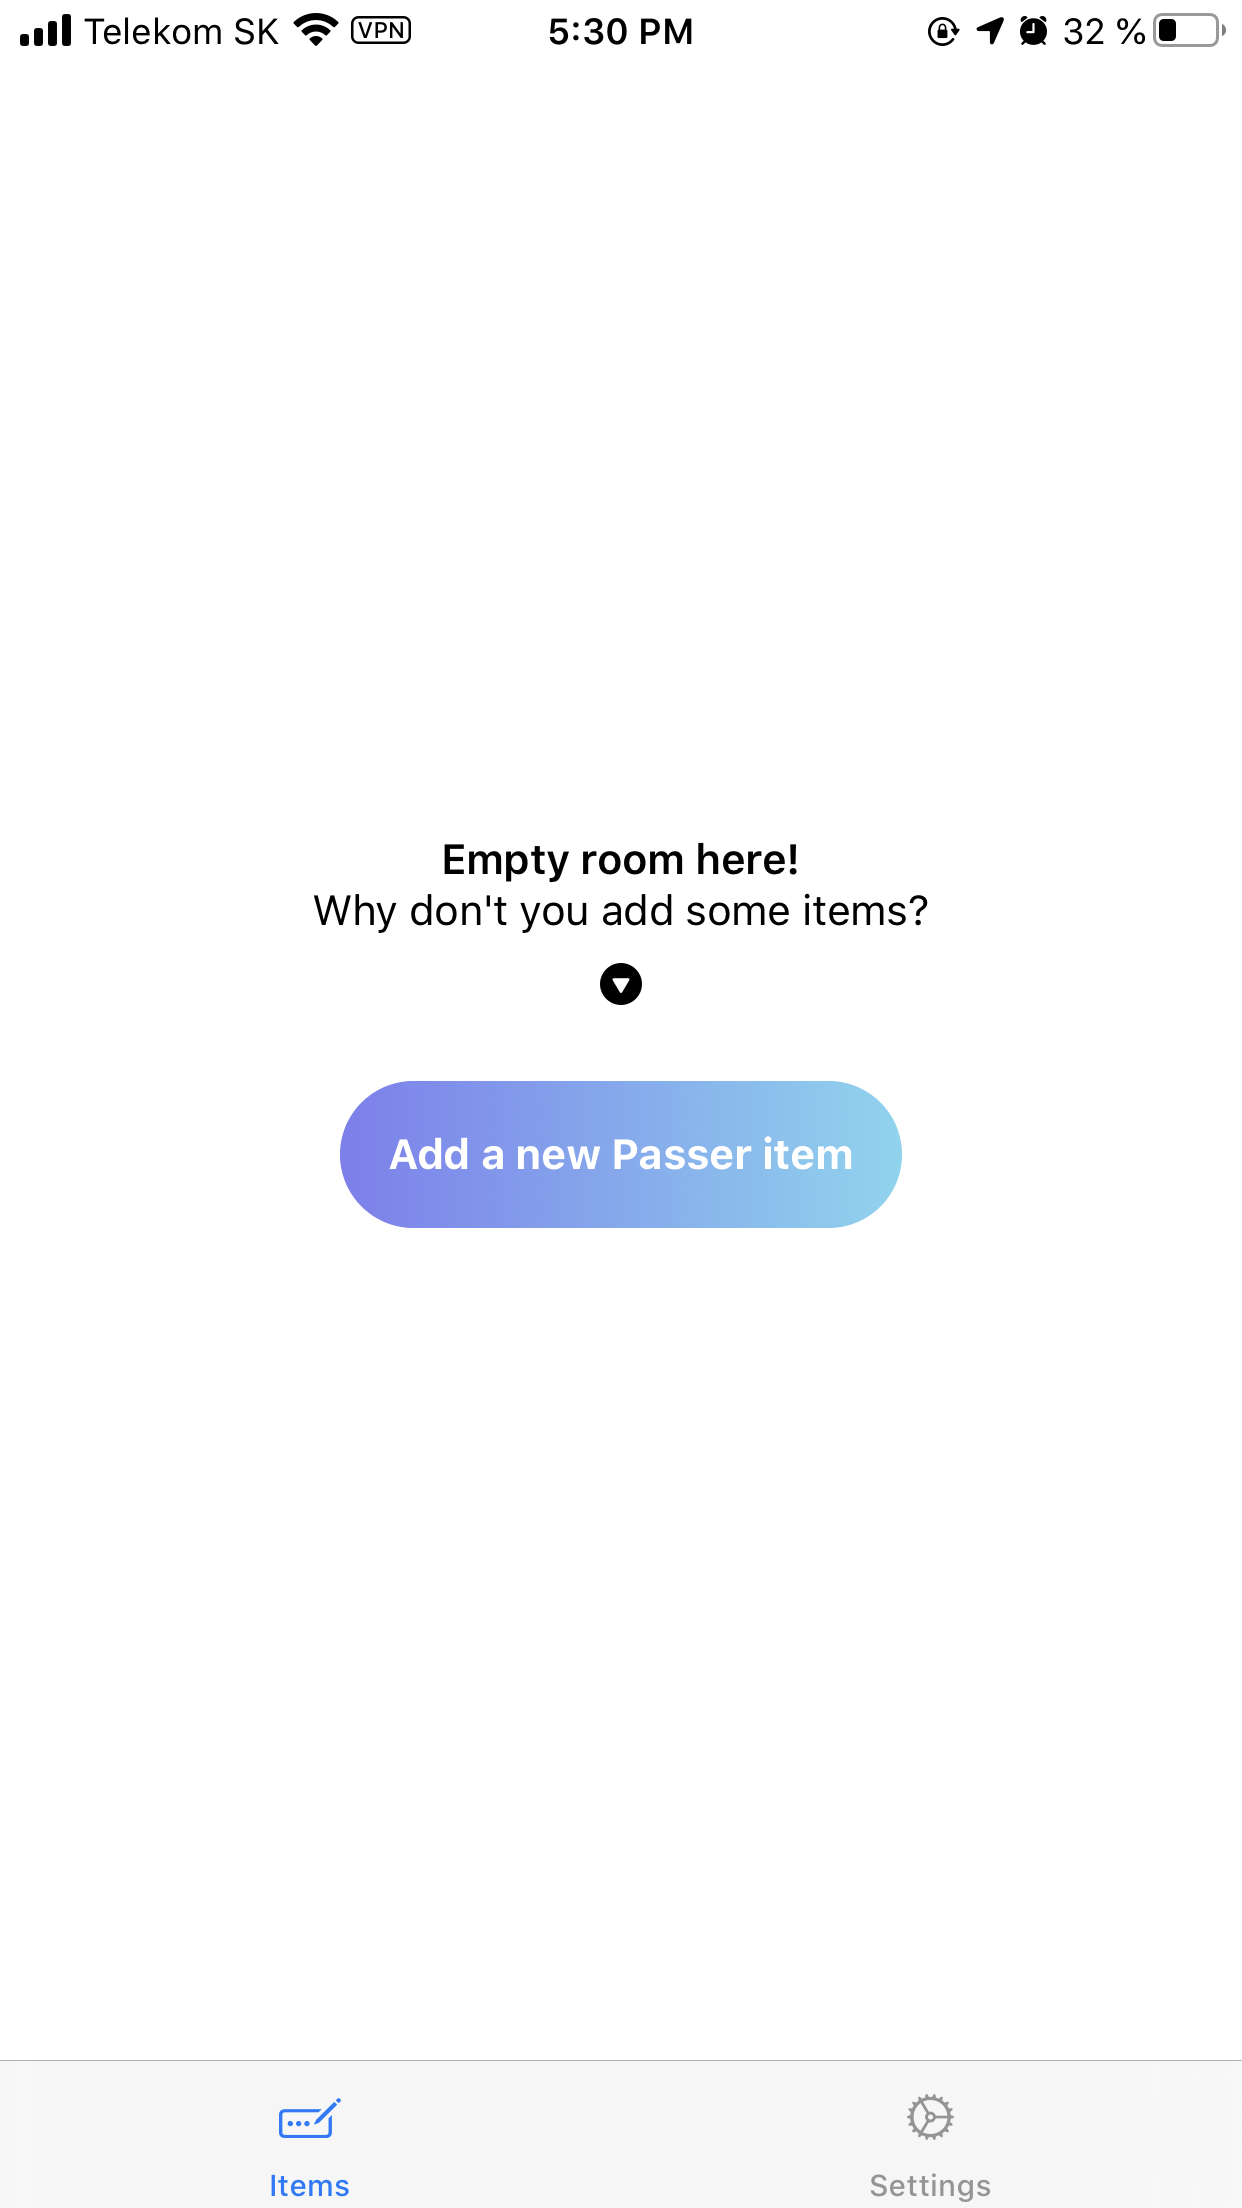 Telekom SK VPN 5:30 PM 32 %
Empty room here!
Why don't you add some items?
Add a new Passer item
Items Settings